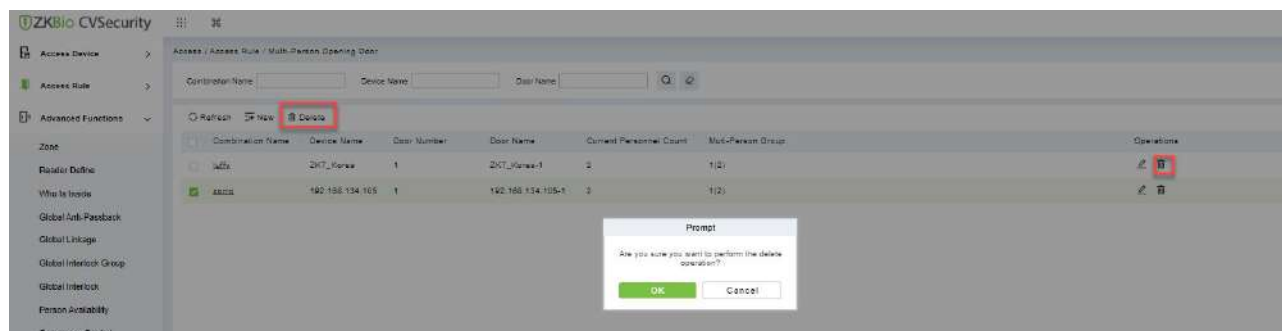 ZKBio CVSecurity
Access Device
Access / Access Rule / Multi-Person Opening Door
Access Rule
Combination Name
Device Name
Door Name
Advanced Functions
Refresh New Delete
Combination Name Device Name Door Number Door Name Current Personnel Count Muti-Person Group Operations
Zone
ZK7_Korea 1 ZK7_Korea-1 2 1(2)
Reader Define
192.168.134.105 1 192.168.134.105-1 2 1(2)
Who Is Inside
Global Anti-Passback
Prompt
Global Linkage
Are you sure you want to perform the delete
operation?
Global Interlock Group
Global Interlock
OK Cancel
Person Availability